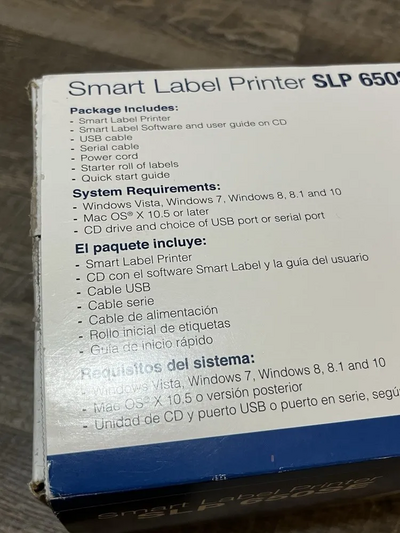 Smart Label Printer SLP 650S
Package Includes:
- Smart Label Printer
- Smart Label Software and user guide on CD
- USB cable
- Serial cable
- Power cord
- Starter roll of labels
- Quick start guide
System Requirements:
- Windows Vista, Windows 7, Windows 8, 8.1 and 10
- Mac OS® X 10.5 or later
- CD drive and choice of USB port or serial port
El paquete incluye:
- Smart Label Printer
- CD con el software Smart Label y la guía del usuario
- Cable USB
- Cable serie
- Cable de alimentación
- Rollo inicial de etiquetas
- Guía de inicio rápido
Requisitos del sistema:
- Windows Vista, Windows 7, Windows 8, 8.1 and 10
- Mac OS® X 10.5 o versión posterior
- Unidad de CD y puerto USB o puerto en serie, segú
Smart Label Printer
SLP 650SE